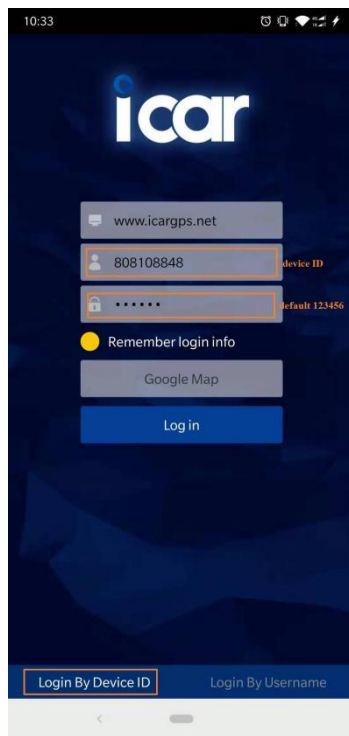 10:33
icar
www.icargps.net
808108848 device ID
•••••• default 123456
Remember login info
Google Map
Log in
Login By Device ID Login By Username